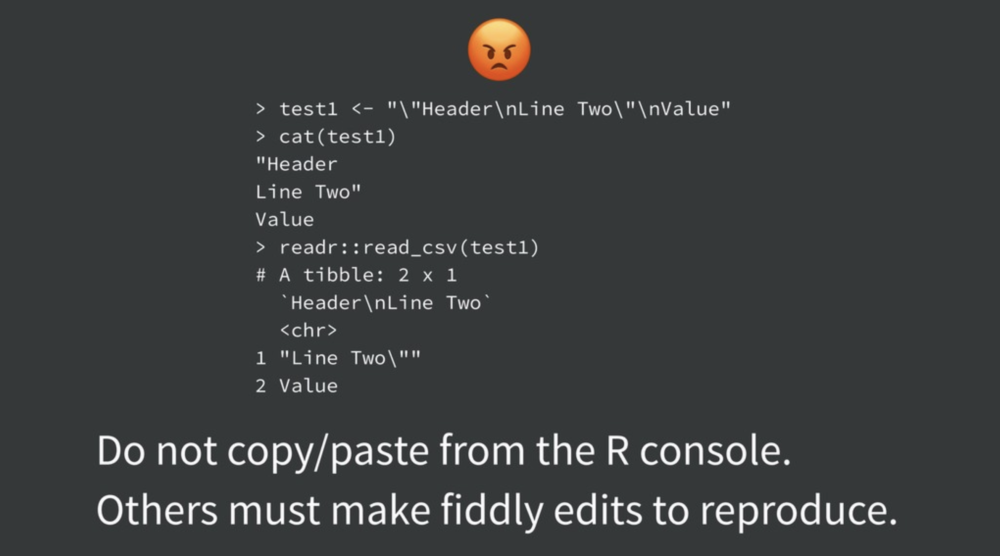 > test1 <- "\"Header\nLine Two\"\nValue"
> cat(test1)
"Header
Line Two"
Value
> readr::read_csv(test1)
# A tibble: 2 x 1
  `Header\nLine Two`
  <chr>
1 "Line Two\""
2 Value
Do not copy/paste from the R console.
Others must make fiddly edits to reproduce.